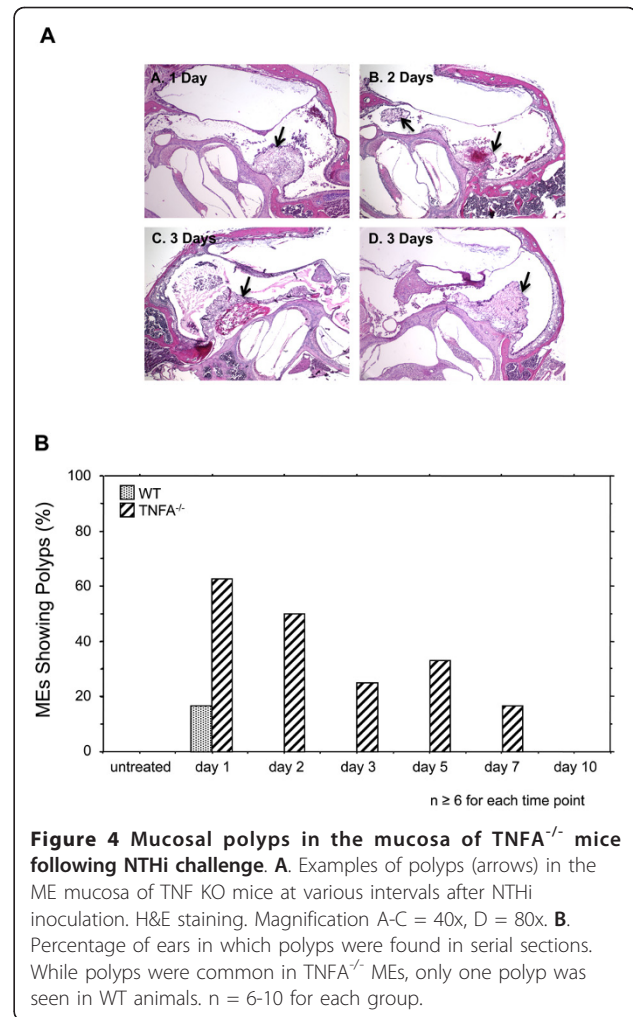 A
A. 1 Day
B. 2 Days
C. 3 Days
D. 3 Days
B
100
80
60
40
20
0
MEs Showing Polyps (%)
WT
TNFA-/-
untreated day 1 day 2 day 3 day 5 day 7 day 10
n ≥ 6 for each time point
Figure 4 Mucosal polyps in the mucosa of TNFA-/- mice
following NTHi challenge. A. Examples of polyps (arrows) in the
ME mucosa of TNF KO mice at various intervals after NTHi
inoculation. H&E staining. Magnification A-C = 40x, D = 80x. B.
Percentage of ears in which polyps were found in serial sections.
While polyps were common in TNFA-/- MEs, only one polyp was
seen in WT animals. n = 6-10 for each group.